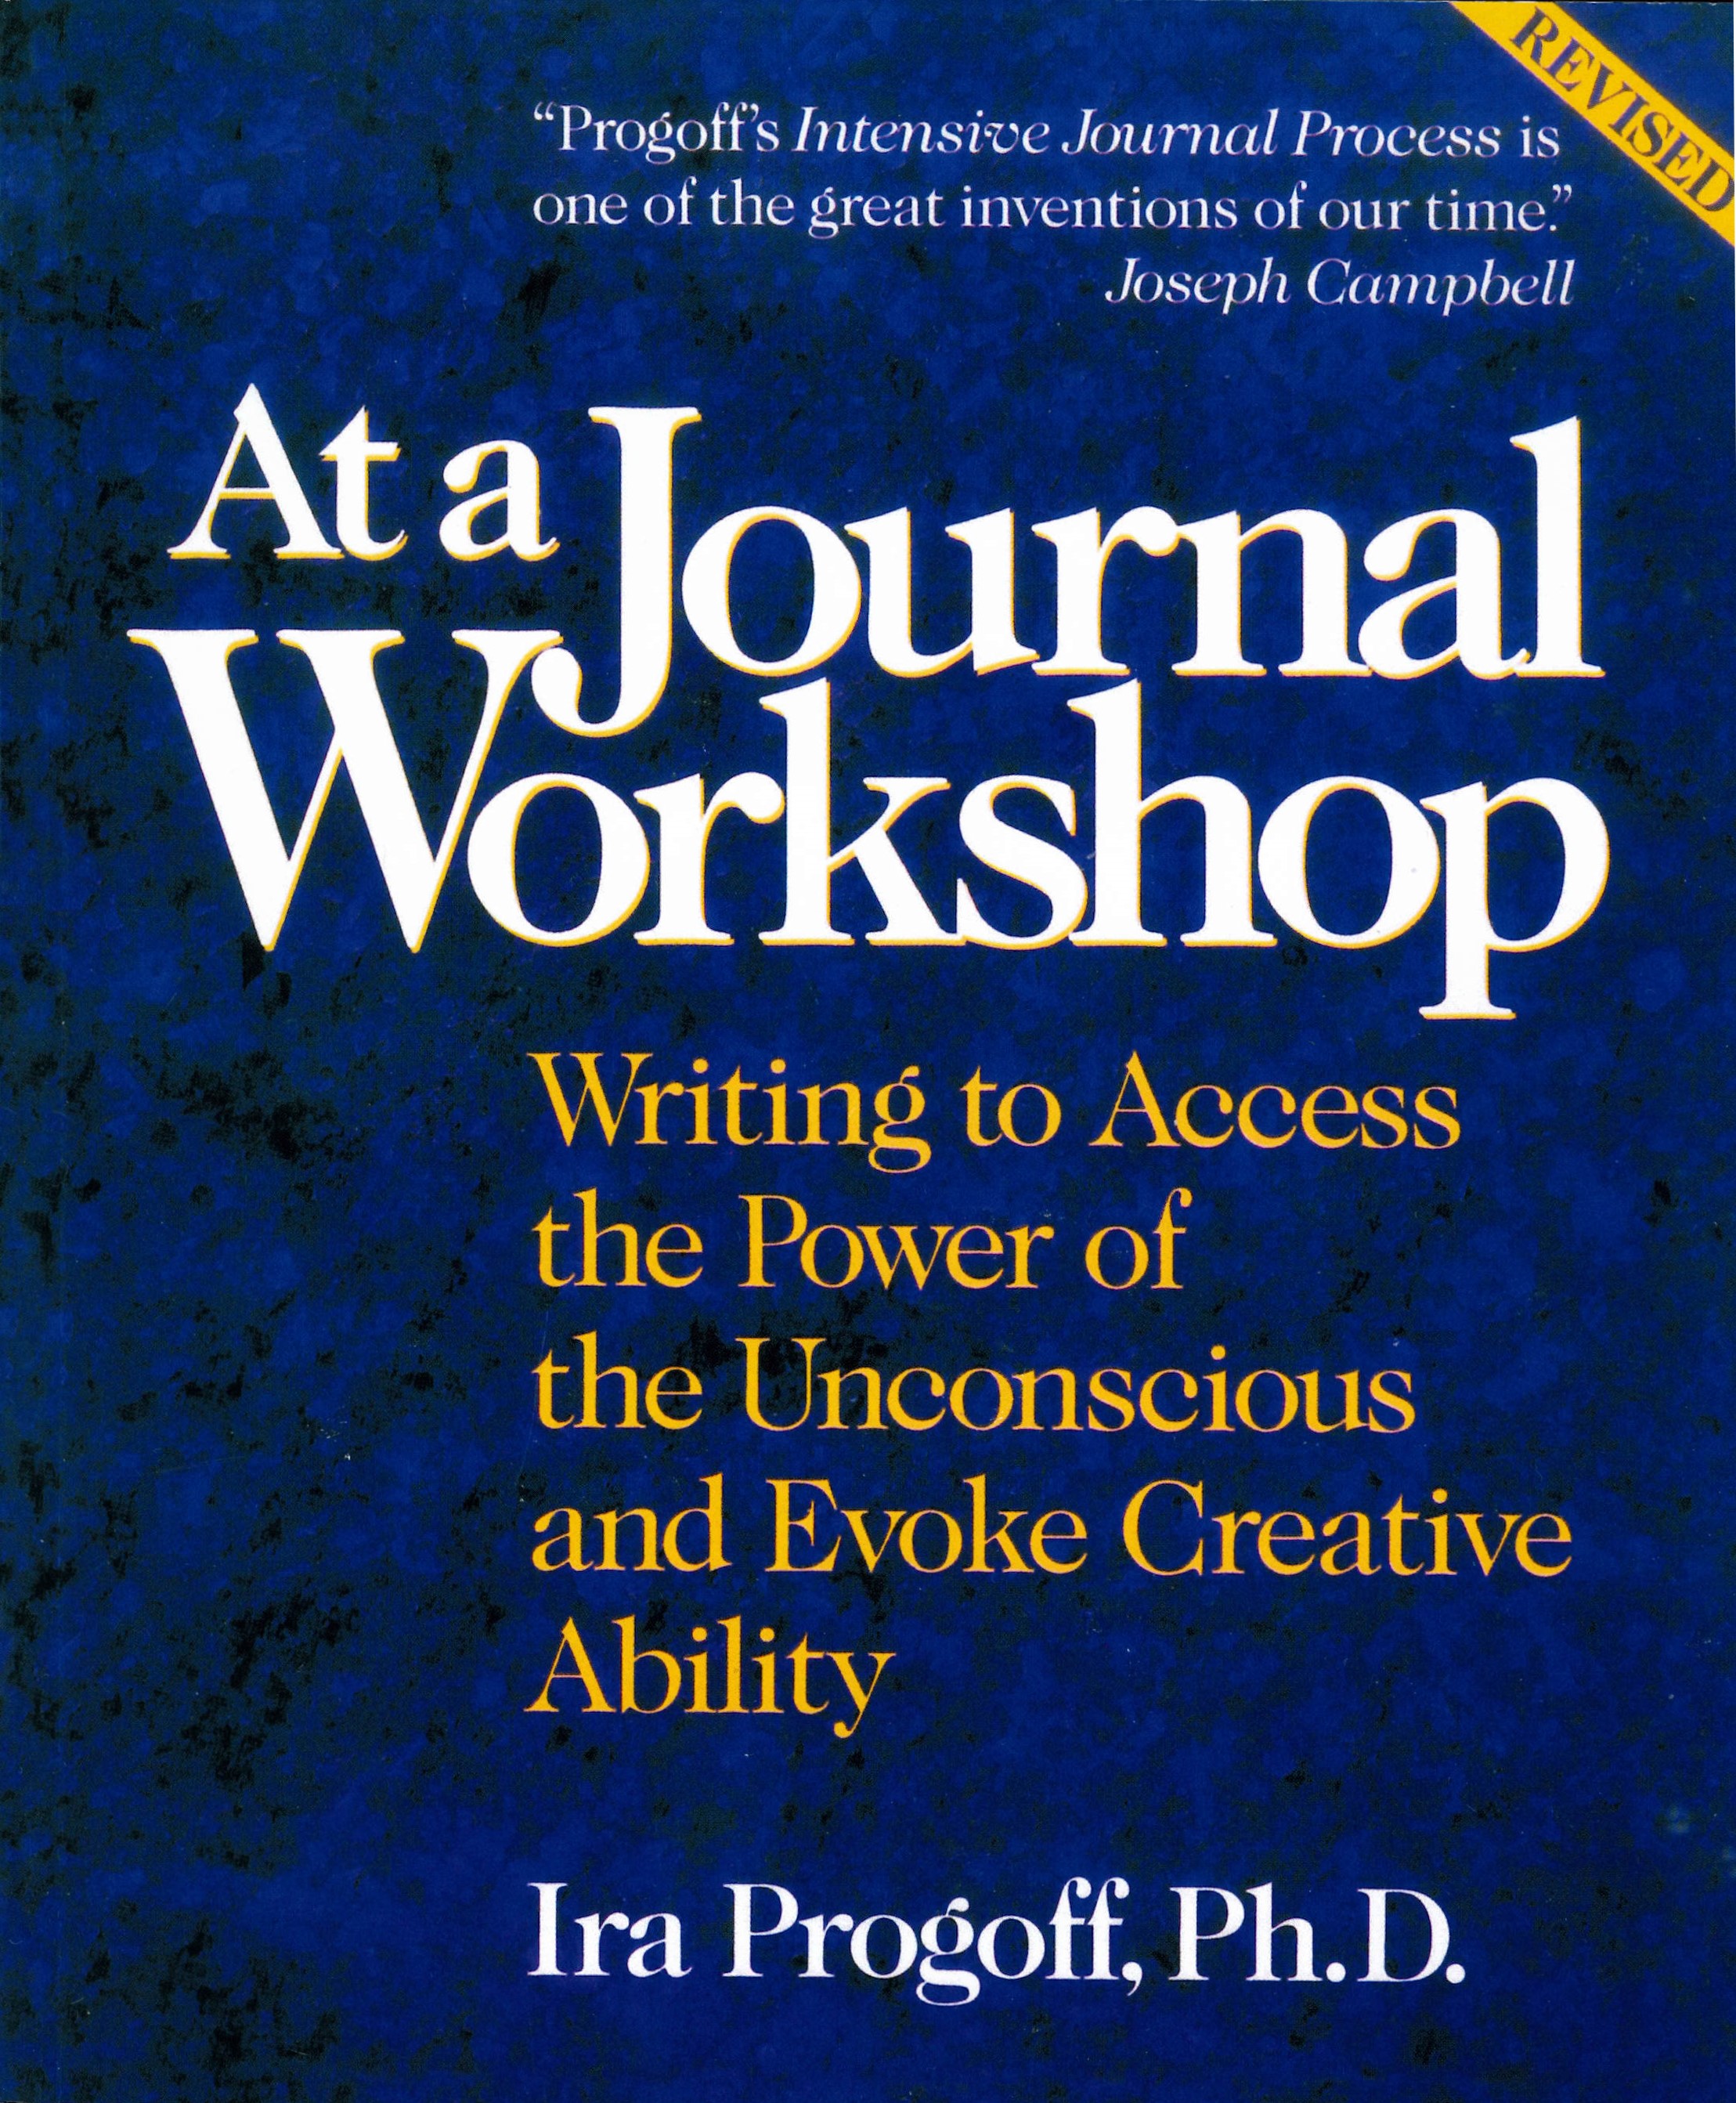 REVISED
“Progoff’s Intensive Journal Process is
one of the great inventions of our time.”
Joseph Campbell
At a Journal
Workshop
Writing to Access
the Power of
the Unconscious
and Evoke Creative
Ability
Ira Progoff, Ph.D.